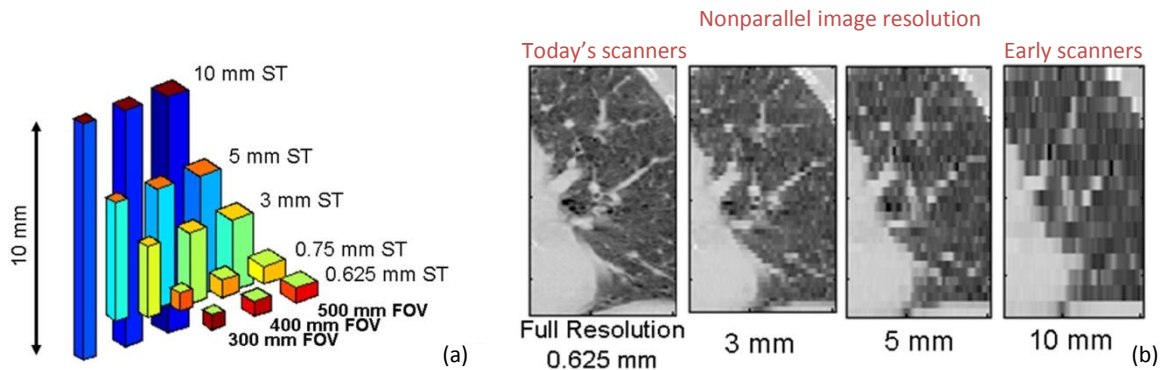 10 mm ST
5 mm ST
3 mm ST
0.75 mm ST
0.625 mm ST
500 mm FOV
400 mm FOV
300 mm FOV
10 mm
(a)
Nonparallel image resolution
Today's scanners
Early scanners
Full Resolution
0.625 mm
3 mm
5 mm
10 mm
(b)